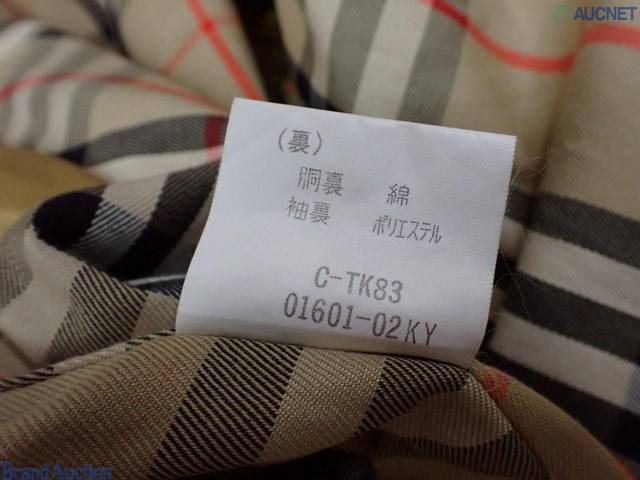 AUCNET
(裏)
胴裏 綿
袖裏 ポリエステル
C-TK83
01601-02KY
Brand Auction